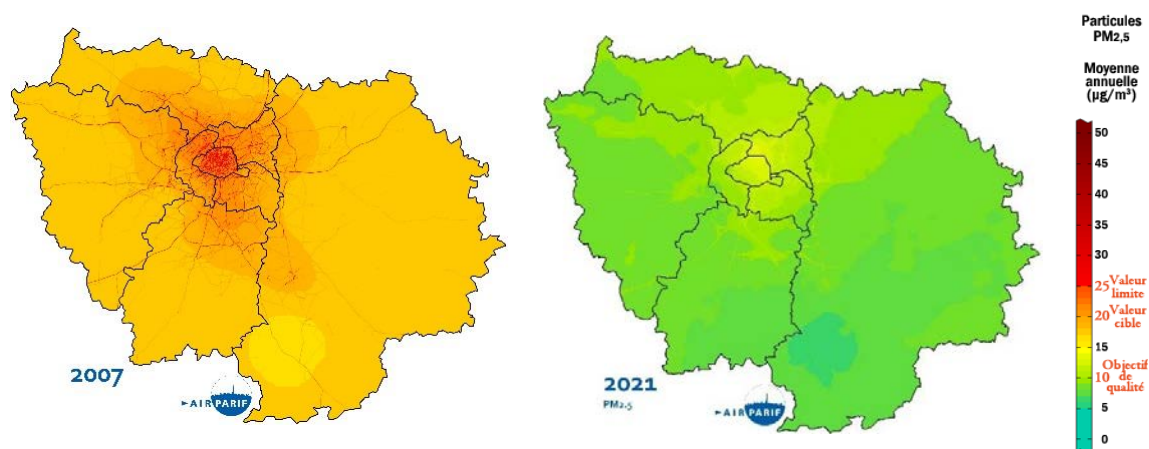 2007
AIRPARIF
2021
PM2.5
AIRPARIF
Particules
PM2,5
Moyenne
annuelle
(µg/m³)
50
45
40
35
30
25 Valeur
limite
20 Valeur
cible
15
Objectif
10 de
qualité
5
0